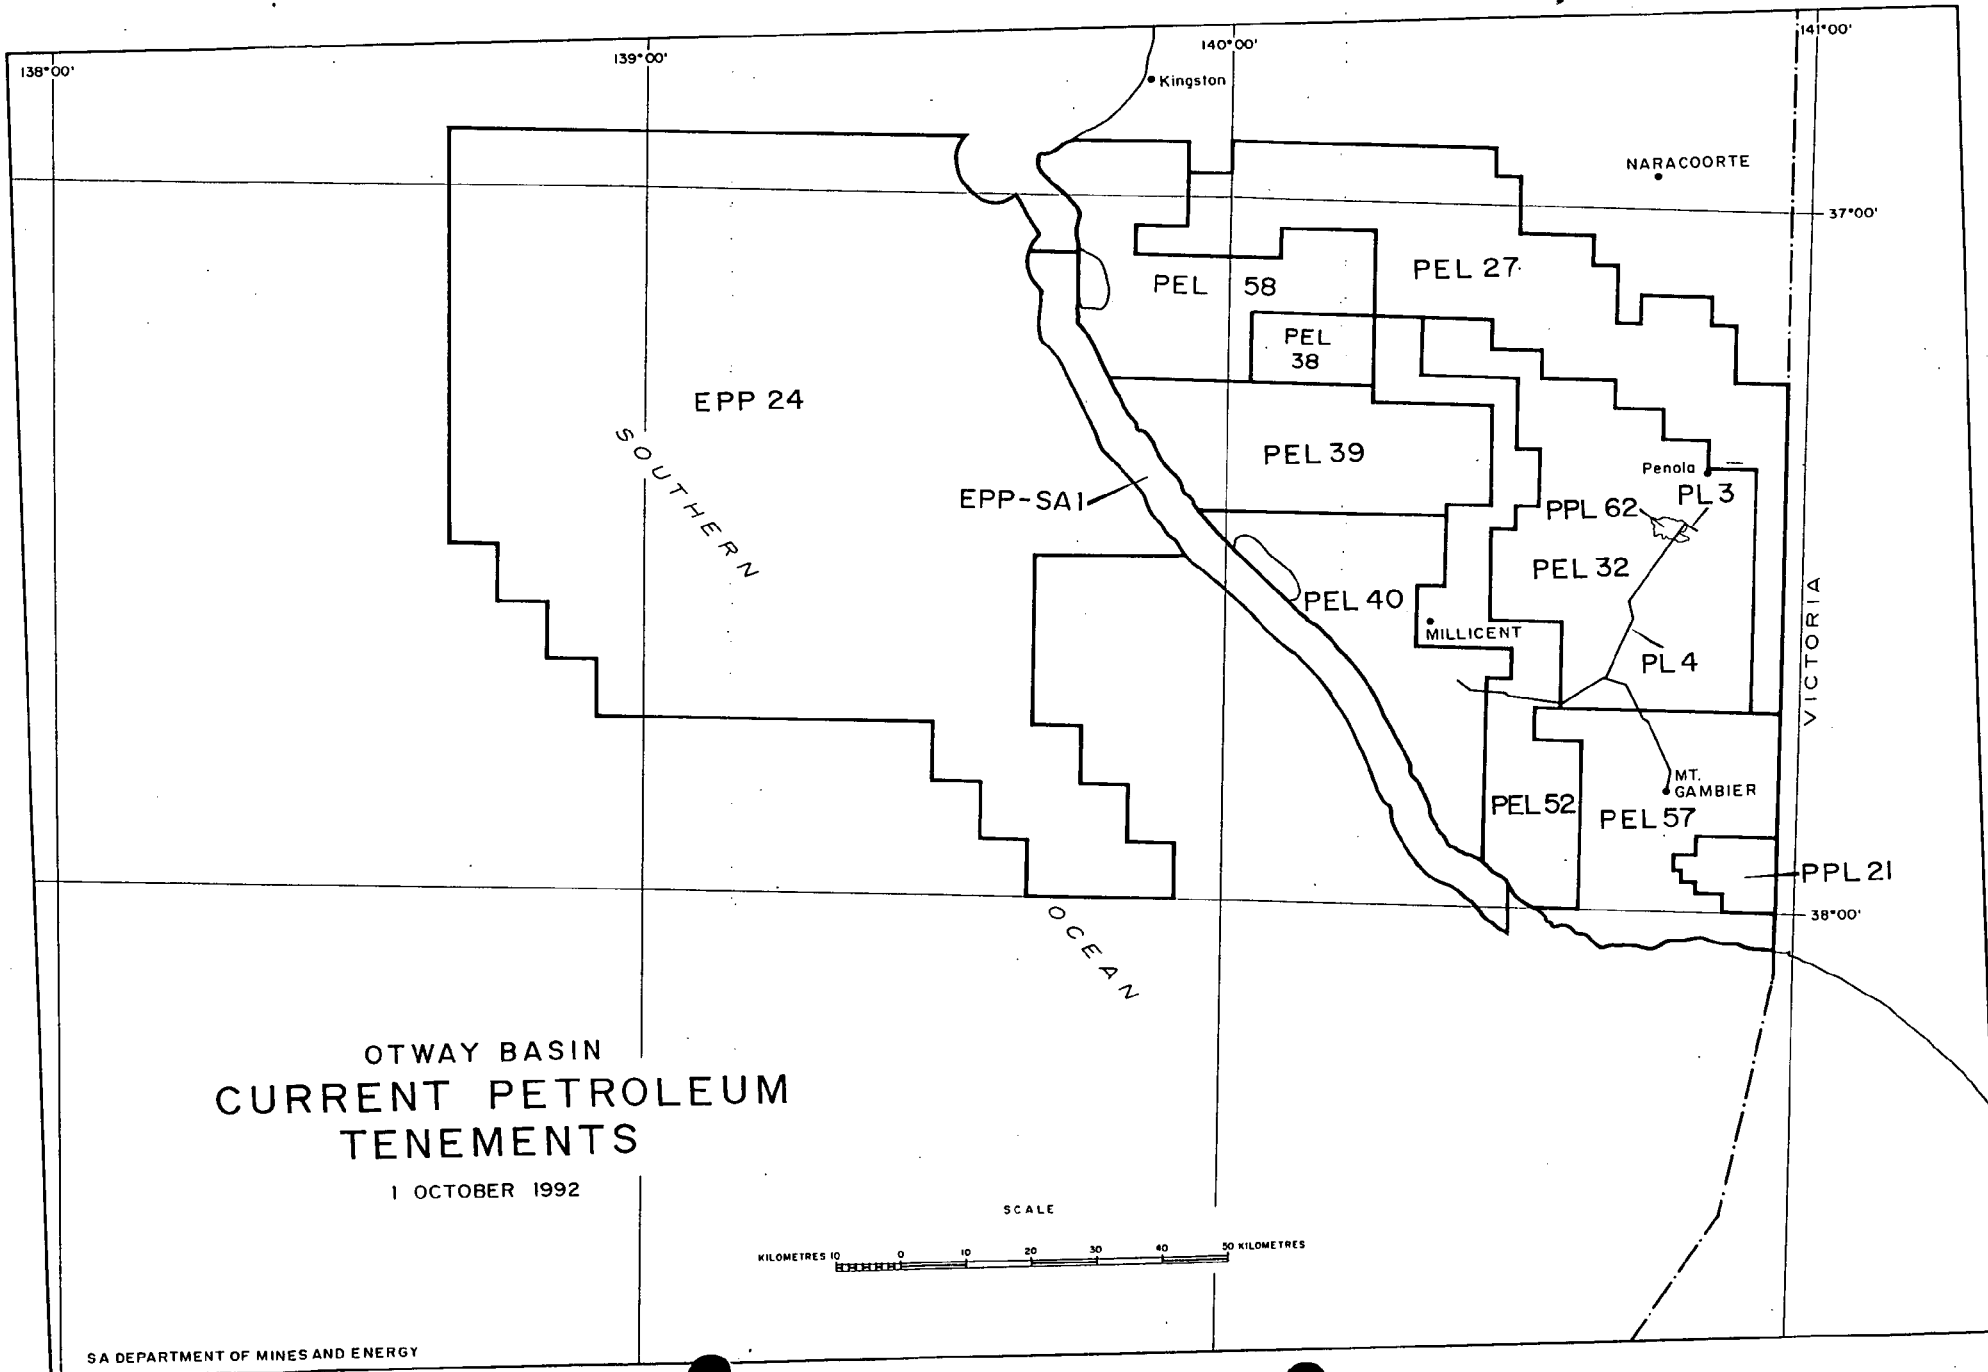 138°00'
139°00'
140°00'
141°00'
Kingston
NARACOORTE
37°00'
PEL 27
PEL 58
PEL
38
EPP 24
SOUTHERN
PEL 39
Penola
PL 3
EPP-SA1
PPL 62
PEL 32
PEL 40
MILLICENT
VICTORIA
PL 4
MT.
GAMBIER
PEL 52
PEL 57
PPL 21
38°00'
OCEAN
OTWAY BASIN
CURRENT PETROLEUM
TENEMENTS
1 OCTOBER 1992
SCALE
KILOMETRES 10 0 10 20 30 40 50 KILOMETRES
SA DEPARTMENT OF MINES AND ENERGY